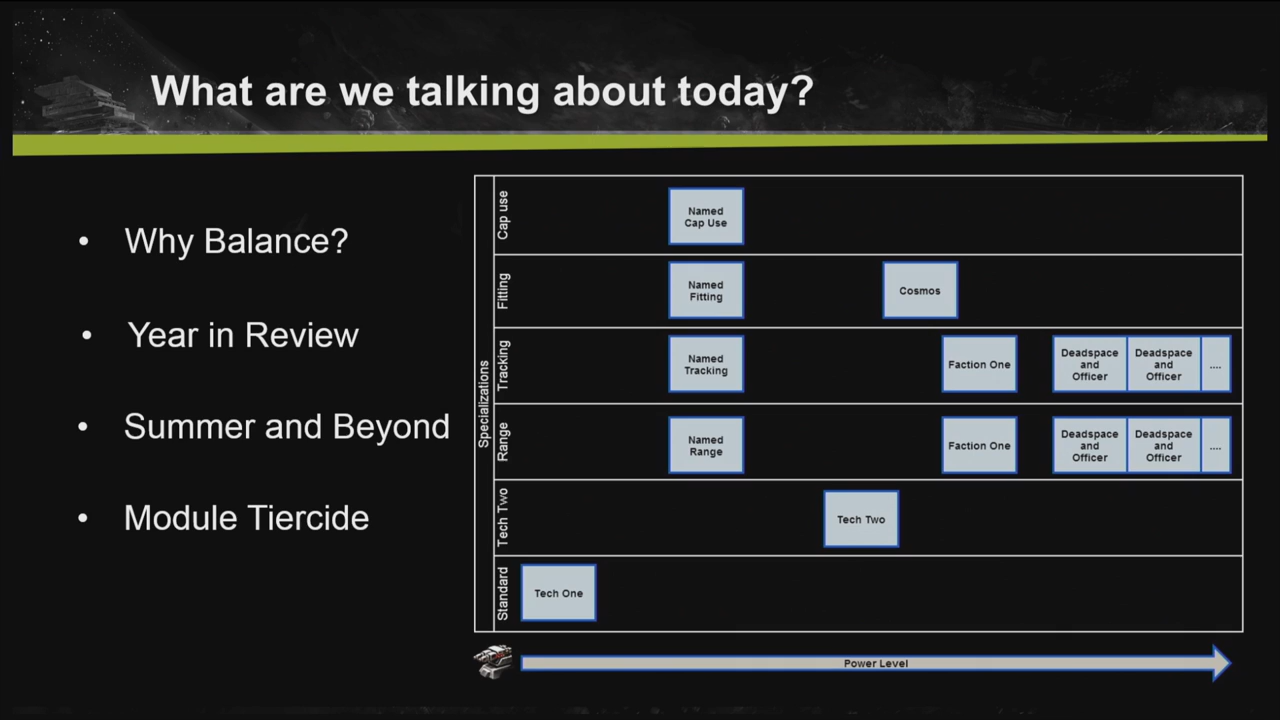 What are we talking about today?
• Why Balance?
• Year in Review
• Summer and Beyond
• Module Tiercide
Specializations
Cap use
Named
Cap Use
Fitting
Named
Fitting
Cosmos
Tracking
Named
Tracking
Faction One
Deadspace
and
Officer
Deadspace
and
Officer
....
Range
Named
Range
Faction One
Deadspace
and
Officer
Deadspace
and
Officer
....
Tech Two
Tech Two
Standard
Tech One
Power Level